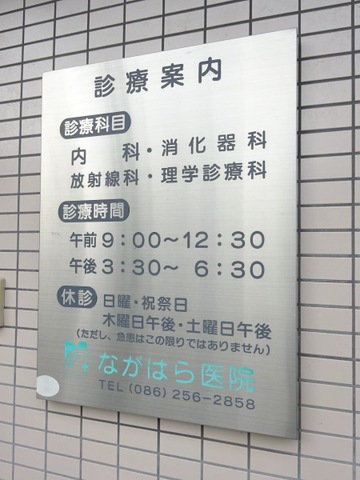 診療案内
診療科目
内　科・消化器科
放射線科・理学診療科
診療時間
午前 9:00〜12:30
午後 3:30〜 6:30
休診 日曜・祝祭日
木曜日午後・土曜日午後
(ただし、急患はこの限りではありません)
ながはら医院
TEL (086) 256-2858